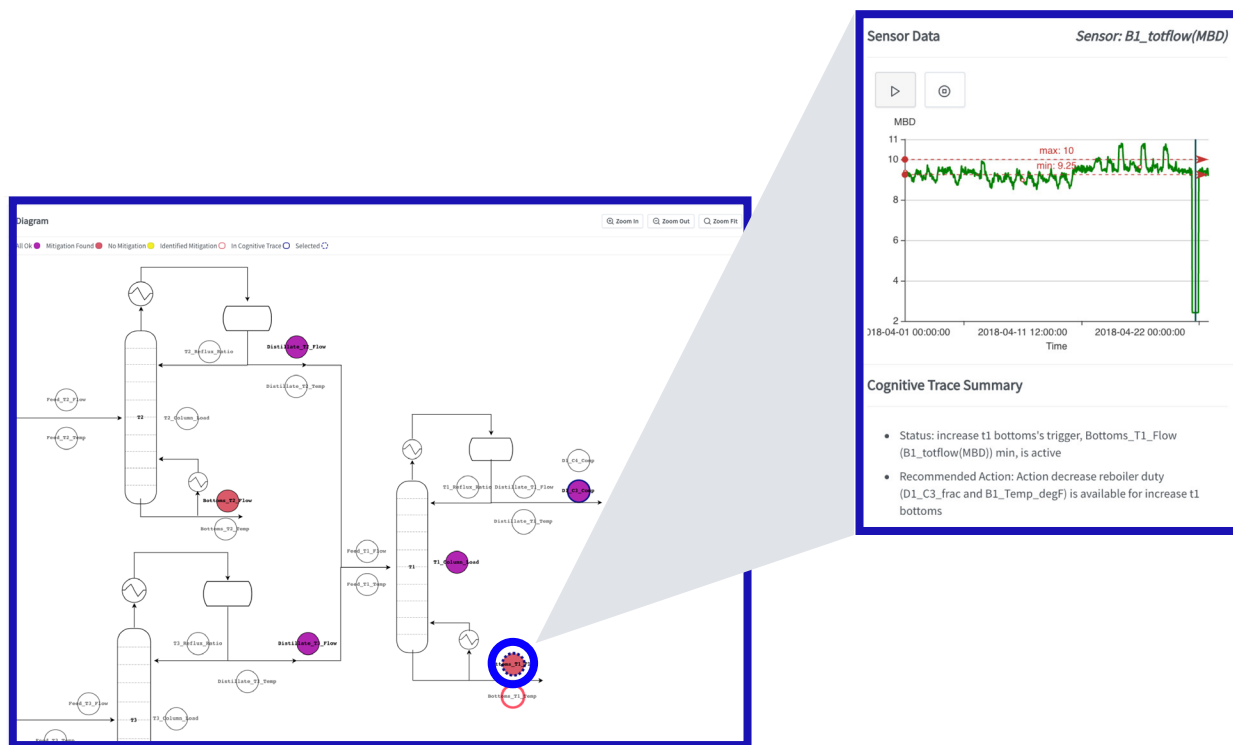 Sensor Data
Sensor: B1_totflow(MBD)
MBD
11
10
8
6
4
2
max: 10
min: 9.25
018-04-01 00:00:00
2018-04-11 12:00:00
2018-04-22 00:00:00
Time
Cognitive Trace Summary
Status: increase t1 bottoms's trigger, Bottoms_T1_Flow
(B1_totflow(MBD)) min, is active
Recommended Action: Action decrease reboiler duty
(D1_C3_frac and B1_Temp_degF) is available for increase t1
bottoms
Diagram
Zoom In
Zoom Out
Zoom Fit
All Ok
Mitigation Found
No Mitigation
Identified Mitigation
In Cognitive Trace
Selected
T2_Reflux_Ratio
Distillate_T2_Temp
Feed_T2_Flow
T2
T2_Column_Load
Feed_T2_Temp
Bottoms_T2_Flow
Bottoms_T2_Temp
D1_C4_Comp
T1_Reflux_Ratio
Distillate_T1_Flow
D1_C3_Comp
Distillate_T1_Temp
Feed_T1_Flow
T1
T1_Column_Load
Feed_T1_Temp
T3_Reflux_Ratio
Distillate_T3_Flow
Bottoms_T1_Temp
Feed_T3_Flow
T3
T3_Column_Load